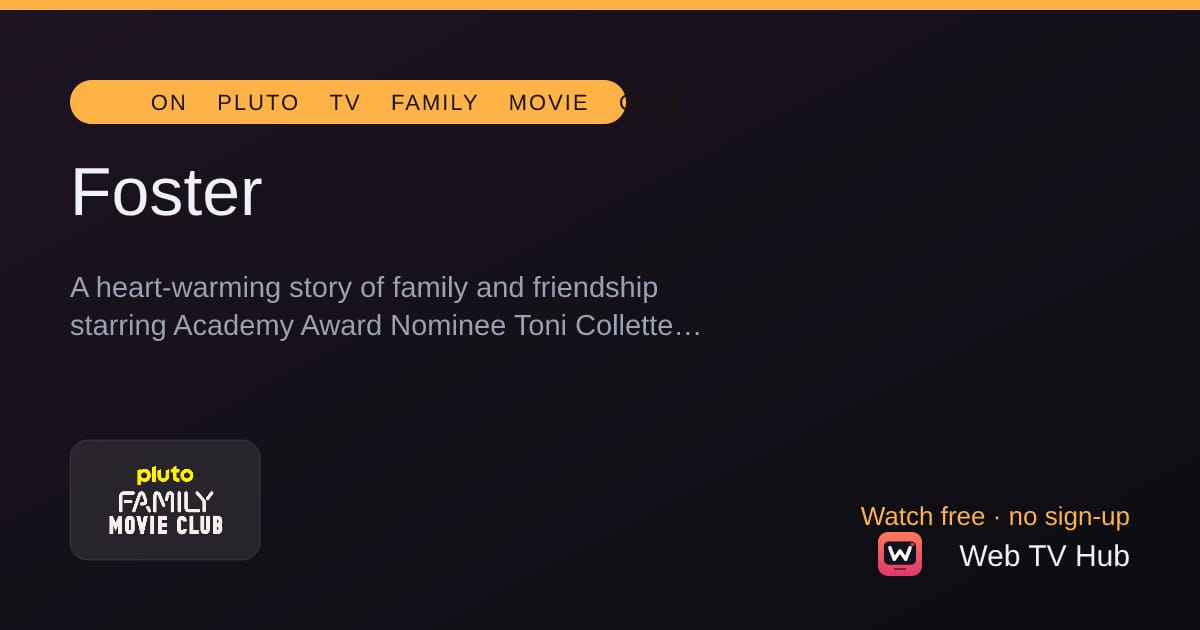 ON PLUTO TV FAMILY MOVIE
Foster
A heart-warming story of family and friendship
starring Academy Award Nominee Toni Collette…
pluto
FAMILY
MOVIE CLUB
Watch free · no sign-up
W
Web TV Hub